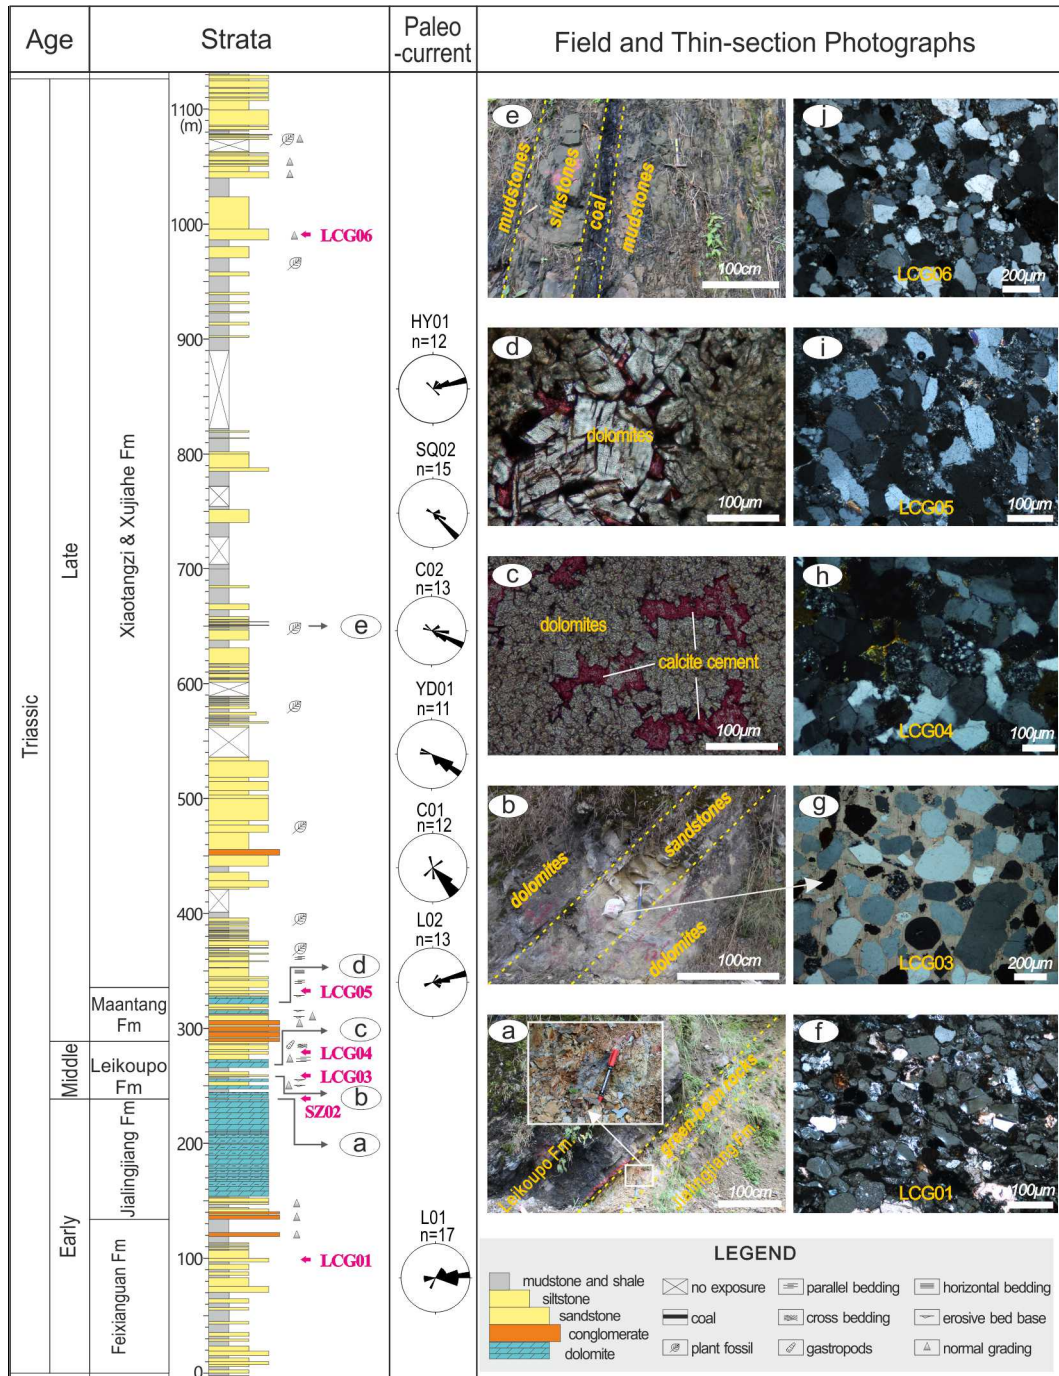 Age
Strata
Paleo
-current
Field and Thin-section Photographs
Triassic
Late
Middle
Early
Xiaotangzi & Xujiahe Fm
Maantang
Fm
Leikoupo
Fm
Jialingjiang Fm
Feixianguan Fm
1100
(m)
1000
900
800
700
600
500
400
300
200
100
0
LCG06
e
d
LCG05
c
LCG04
LCG03
b
SZ02
a
LCG01
HY01
n=12
SQ02
n=15
C02
n=13
YD01
n=11
C01
n=12
L02
n=13
L01
n=17
e
mudstones
siltstones
coal
mudstones
100cm
j
LCG06
200μm
d
dolomites
100μm
i
LCG05
100μm
c
dolomites
calcite cement
100μm
h
LCG04
100μm
b
dolomites
sandstones
dolomites
100cm
g
LCG03
200μm
a
Leikoupo Fm
green-bean rocks
Jialingjiang Fm
100cm
f
LCG01
100μm
LEGEND
mudstone and shale
siltstone
sandstone
conglomerate
dolomite
no exposure
parallel bedding
horizontal bedding
coal
cross bedding
erosive bed base
plant fossil
gastropods
normal grading